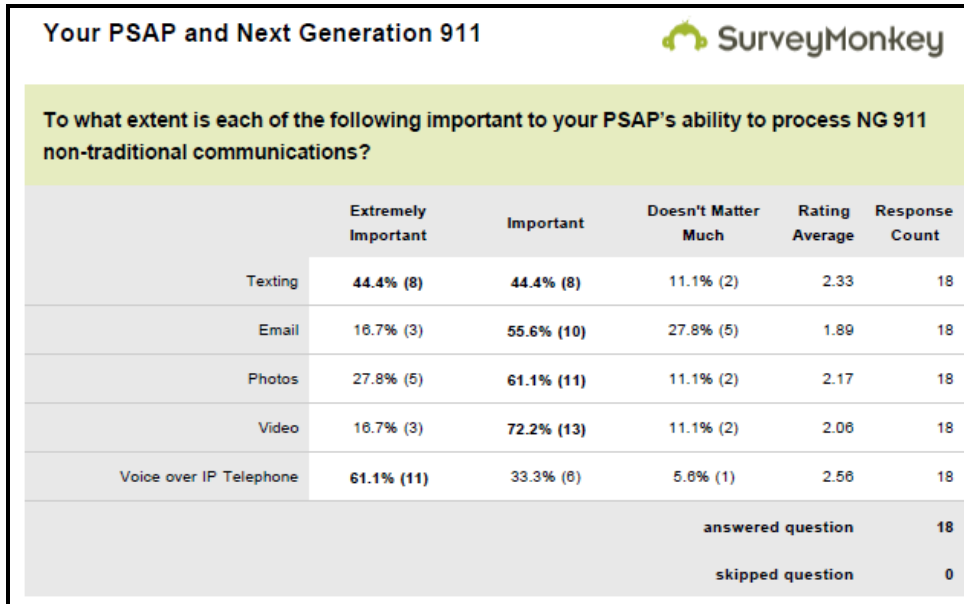 Your PSAP and Next Generation 911
SurveyMonkey
To what extent is each of the following important to your PSAP's ability to process NG 911
non-traditional communications?
Extremely Important Important Doesn't Matter Much Rating Average Response Count
Texting 44.4% (8) 44.4% (8) 11.1% (2) 2.33 18
Email 16.7% (3) 55.6% (10) 27.8% (5) 1.89 18
Photos 27.8% (5) 61.1% (11) 11.1% (2) 2.17 18
Video 16.7% (3) 72.2% (13) 11.1% (2) 2.06 18
Voice over IP Telephone 61.1% (11) 33.3% (6) 5.6% (1) 2.56 18
answered question 18
skipped question 0